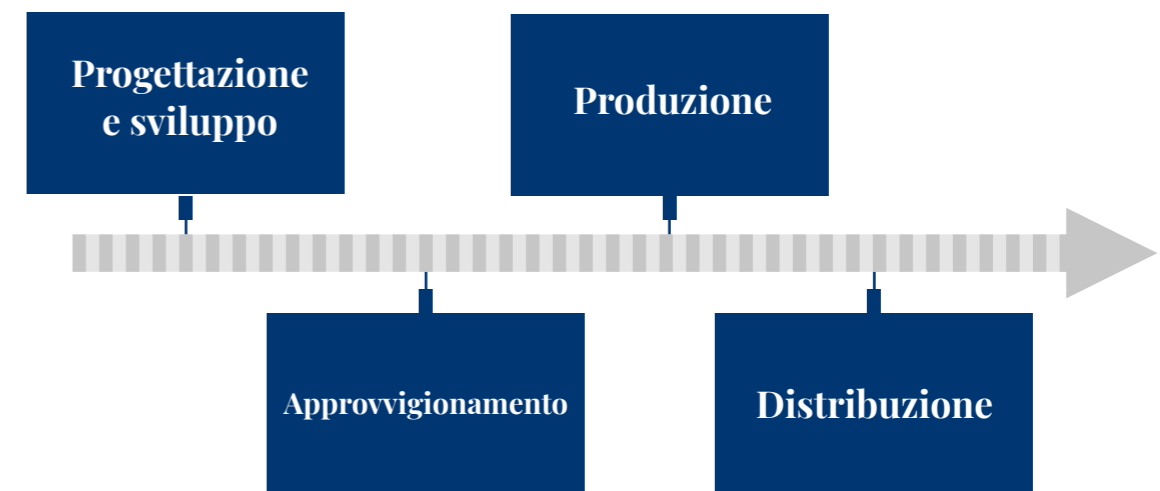 Progettazione
e sviluppo
Produzione
Approvvigionamento
Distribuzione